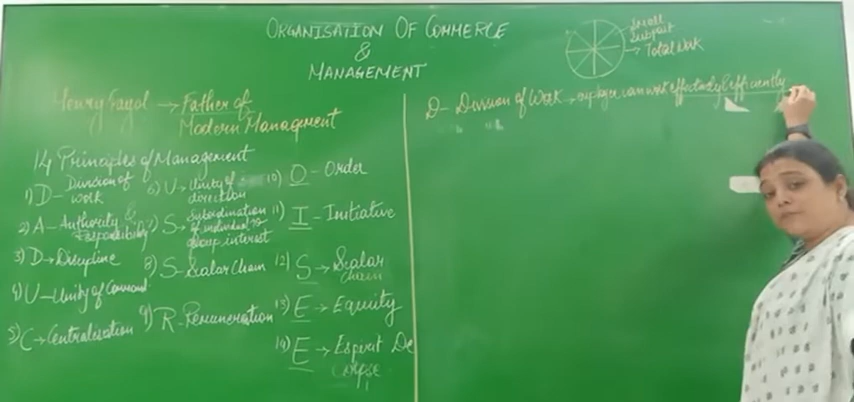 ORGANISATION OF COMMERCE
&
MANAGEMENT
Small
Subpart
→ Total Work
Henry Fayol → Father of
Modern Management
14 Principles of Management
1) D- Division of
work
2) A- Authority &
Responsibility
3) D→ Discipline
4) U- Unity of Command
5) C→ Centralisation
6) U→ Unity of
direction
7) S- Subordination
of individual
group interest
8) S- Scalar Chain
9) R- Remuneration
10) O- Order
11) I- Initiative
12) S→ Scalar
Chain
13) E→ Equity
14) E→ Esprit De
Corpse
D- Division of Work → employee can work effectively & efficiently